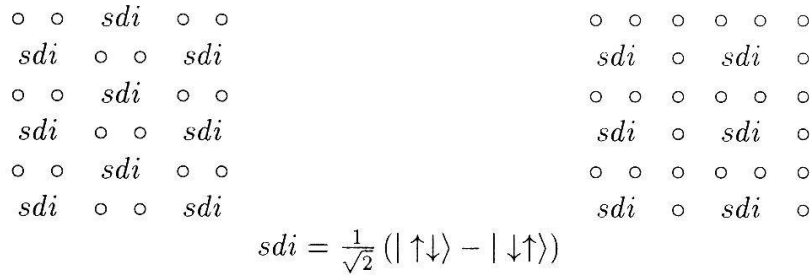 ∘ ∘ sdi ∘ ∘ ∘ ∘ ∘ ∘ ∘ ∘
sdi ∘ ∘ sdi sdi ∘ sdi ∘
∘ ∘ sdi ∘ ∘ ∘ ∘ ∘ ∘ ∘ ∘
sdi ∘ ∘ sdi sdi ∘ sdi ∘
∘ ∘ sdi ∘ ∘ ∘ ∘ ∘ ∘ ∘ ∘
sdi ∘ ∘ sdi sdi ∘ sdi ∘
sdi = 1/√2 (| ↑↓⟩ − | ↓↑⟩)